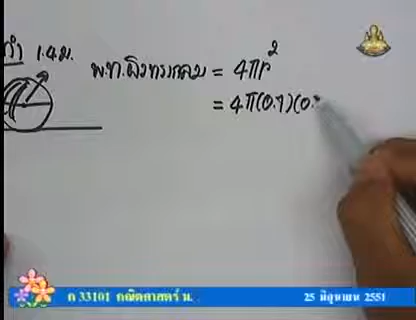 1.4 ม.
พ.ท.ผิวทรงกลม = 4πr²
= 4π(0.7)(0.
ค 33101 คณิตศาสตร์ ม.
25 มิถุนายน 2551